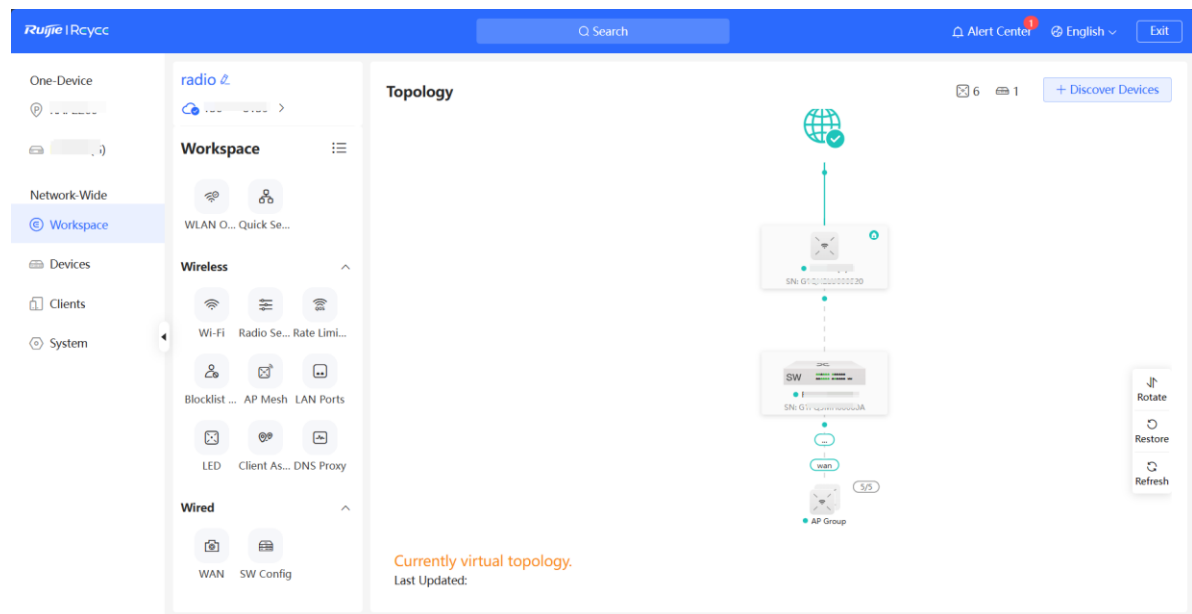 Ruijie | Rcycc
Search
1
Alert Center
English
Exit
One-Device
Network-Wide
Workspace
Devices
Clients
System
radio
Workspace
WLAN O... Quick Se...
Wireless
Wi-Fi Radio Se... Rate Limi...
Blocklist ... AP Mesh LAN Ports
LED Client As... DNS Proxy
Wired
WAN SW Config
Topology
6 1 + Discover Devices
SN:
SW
SN:
...
wan
5/5
AP Group
Rotate
Restore
Refresh
Currently virtual topology.
Last Updated: